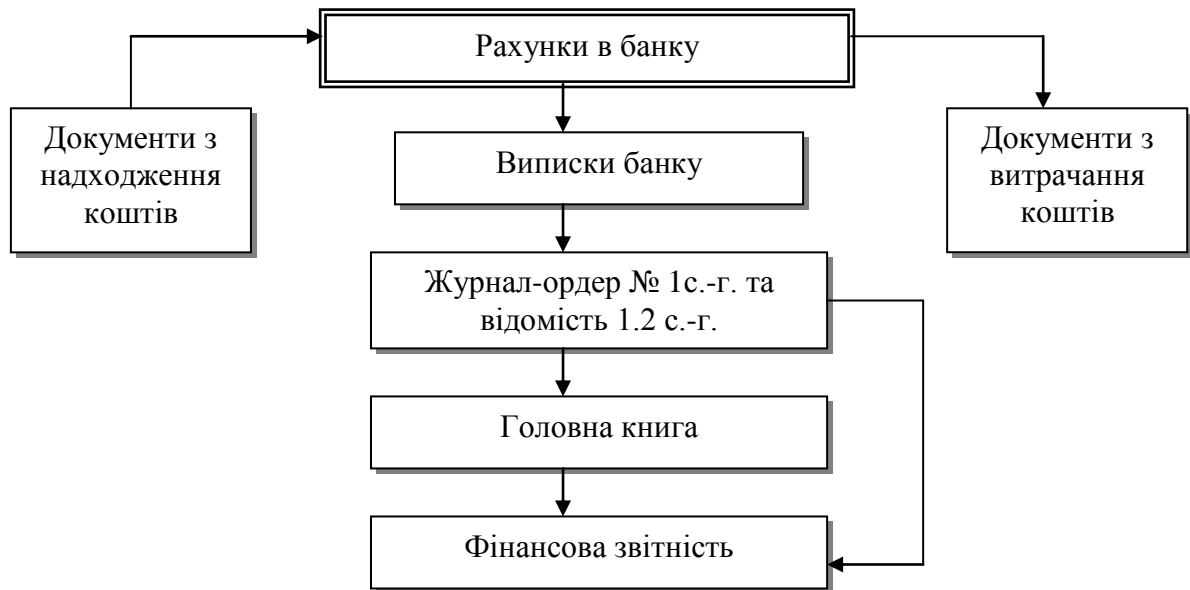 Рахунки в банку
Документи з
надходження
коштів
Виписки банку
Документи з
витрачання
коштів
Журнал-ордер № 1с.-г. та
відомість 1.2 с.-г.
Головна книга
Фінансова звітність